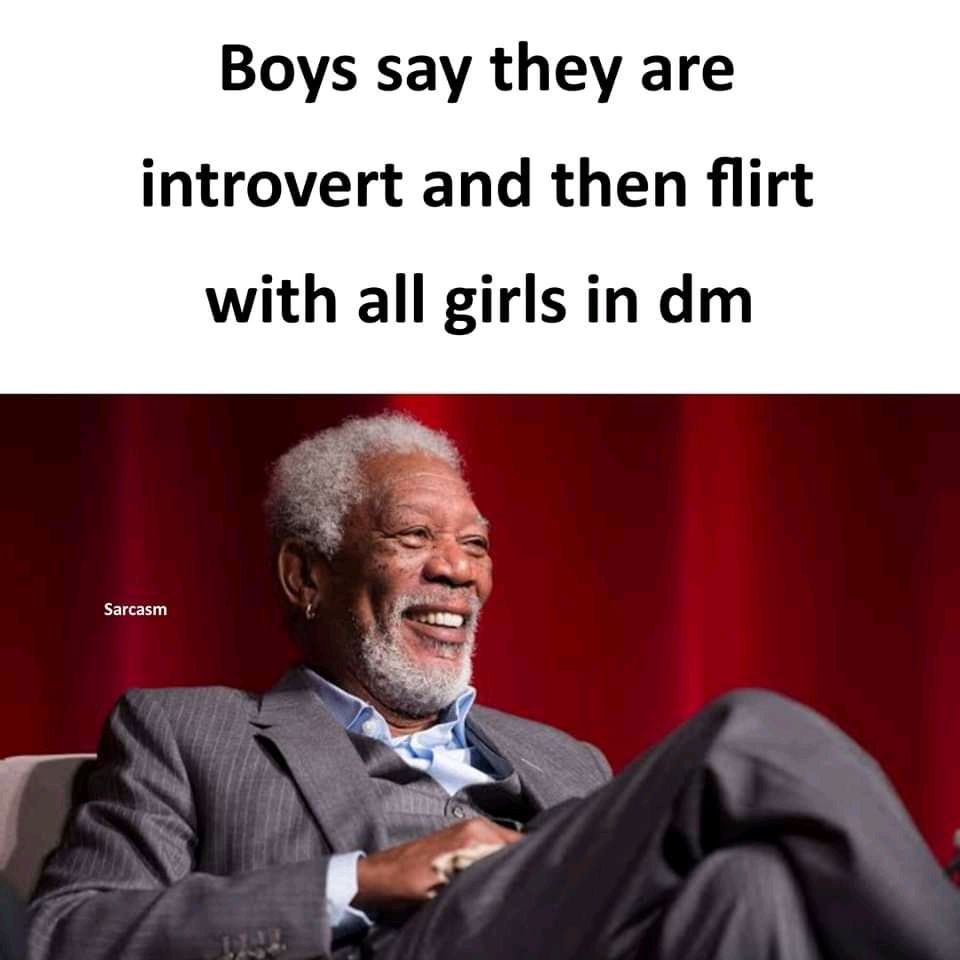 Boys say they are
introvert and then flirt
with all girls in dm
Sarcasm